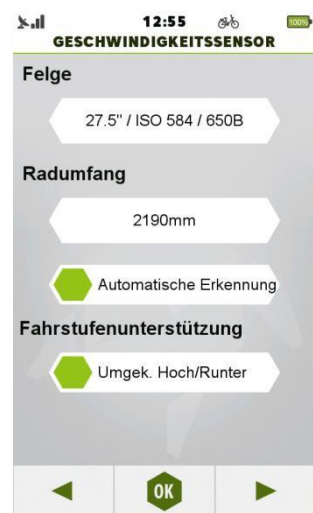 12:55
100%
GESCHWINDIGKEITSSENSOR
Felge
27.5" / ISO 584 / 650B
Radumfang
2190mm
Automatische Erkennung
Fahrstufenunterstützung
Umgek. Hoch/Runter
OK